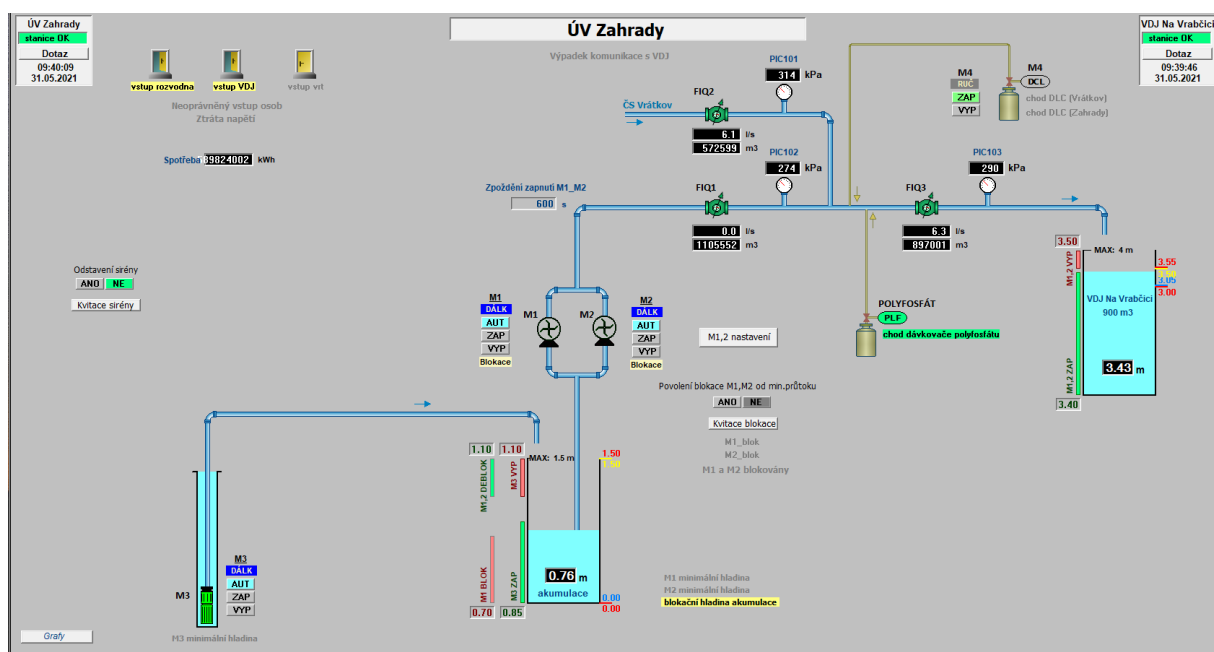 ÚV Zahrady
stanice OK
Dotaz
09:40:09
31.05.2021
ÚV Zahrady
Výpadek komunikace s VDJ
VDJ Na Vrabčici
stanice OK
Dotaz
09:39:46
31.05.2021
vstup rozvodna
vstup VDJ
vstup vrt
Neoprávněný vstup osob
Ztráta napětí
Spotřeba 39824002 kWh
ČS Vrátkov
FIQ2
6.1 l/s
572599 m3
PIC101
314 kPa
M4
RUČ
ZAP
VYP
M4
DCL
chod DLC (Vrátkov)
chod DLC (Zahrady)
Zpoždění zapnutí M1_M2
600 s
FIQ1
0.0 l/s
1105552 m3
PIC102
274 kPa
FIQ3
6.3 l/s
897001 m3
PIC103
290 kPa
Odstavení sirény
ANO NE
Kvitace sirény
M1
DÁLK
AUT
ZAP
VYP
Blokace
M1
M2
M2
DÁLK
AUT
ZAP
VYP
Blokace
M1,2 nastavení
POLYFOSFÁT
PLF
chod dávkovače polyfosfátu
3.50
MAX: 4 m
M1,2 VYP
3.55
3.50
3.05
3.00
VDJ Na Vrabčici
900 m3
3.43 m
M1,2 ZAP
3.40
Povolení blokace M1,M2 od min.průtoku
ANO NE
Kvitace blokace
M1_blok
M2_blok
M1 a M2 blokovány
1.10
1.10
MAX: 1.5 m
1.50
1.50
M1,2 DEBLOK
M3 VYP
M1 BLOK
M3 ZAP
0.76 m
akumulace
0.00
0.00
0.70
0.85
M1 minimální hladina
M2 minimální hladina
blokační hladina akumulace
M3
M3
DÁLK
AUT
ZAP
VYP
M3 minimální hladina
Grafy